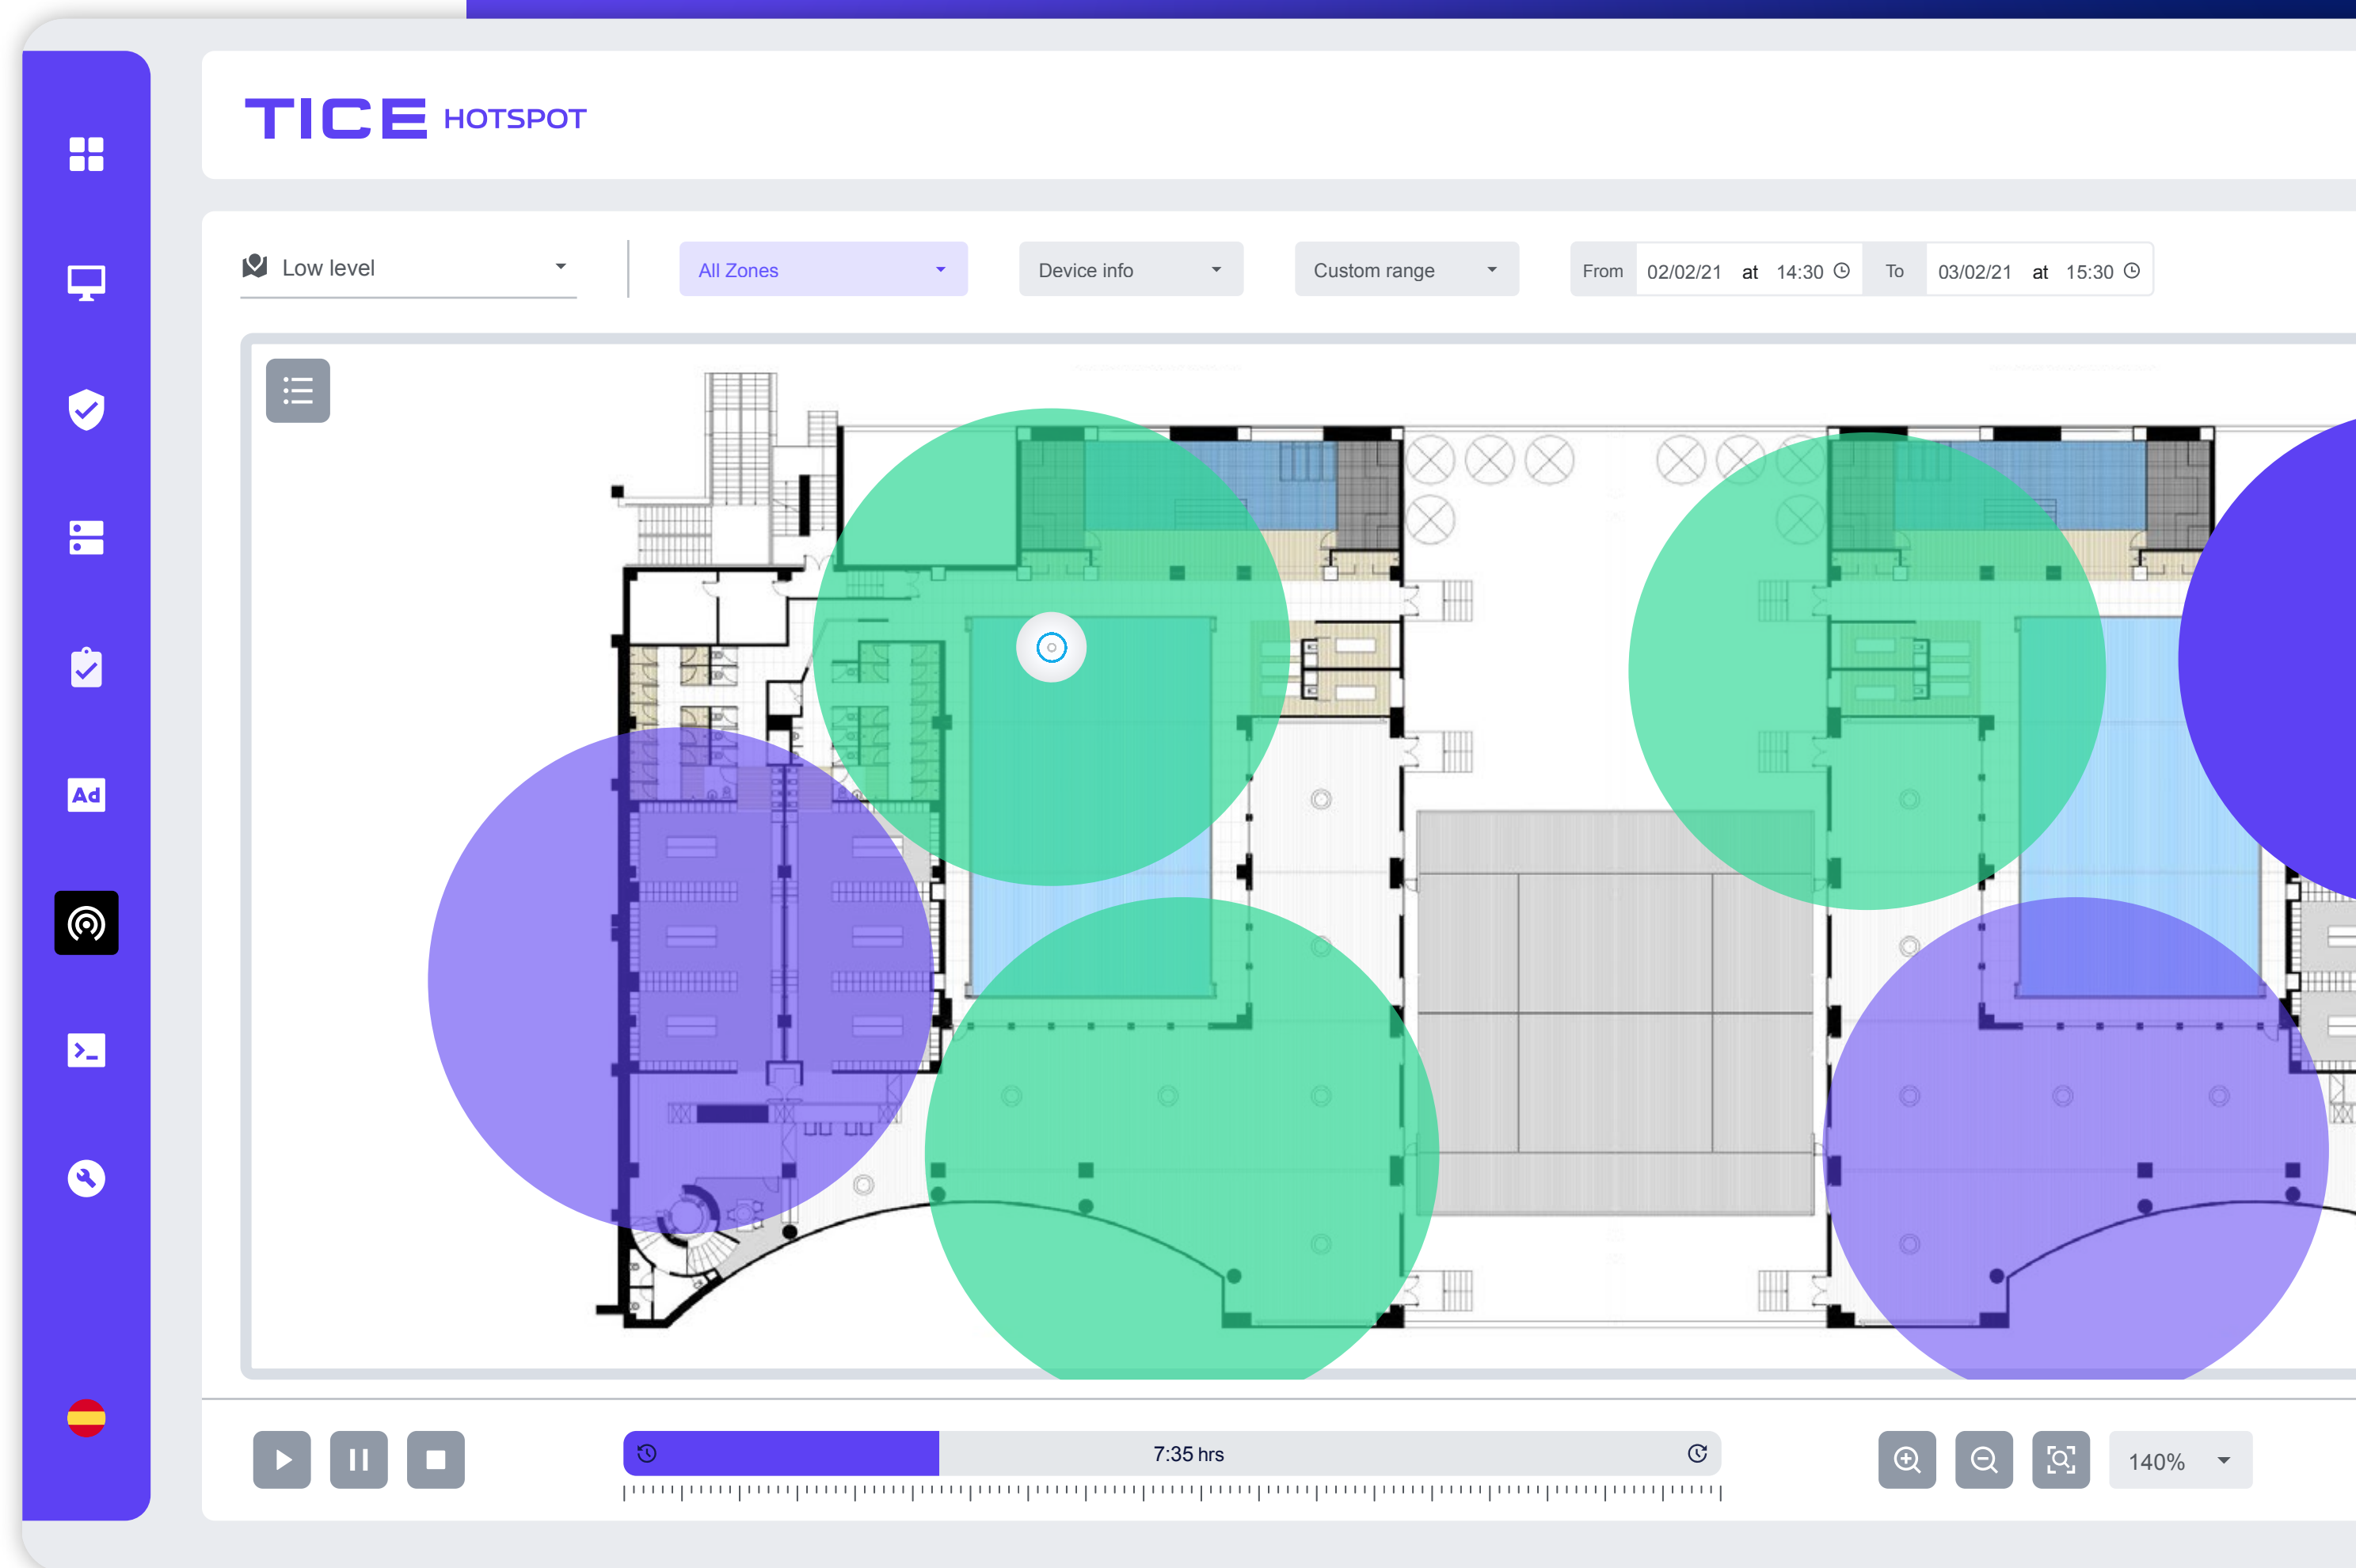 TICE HOTSPOT
Low level
All Zones
Device info
Custom range
From 02/02/21 at 14:30 To 03/02/21 at 15:30
Ad
7:35 hrs
140%